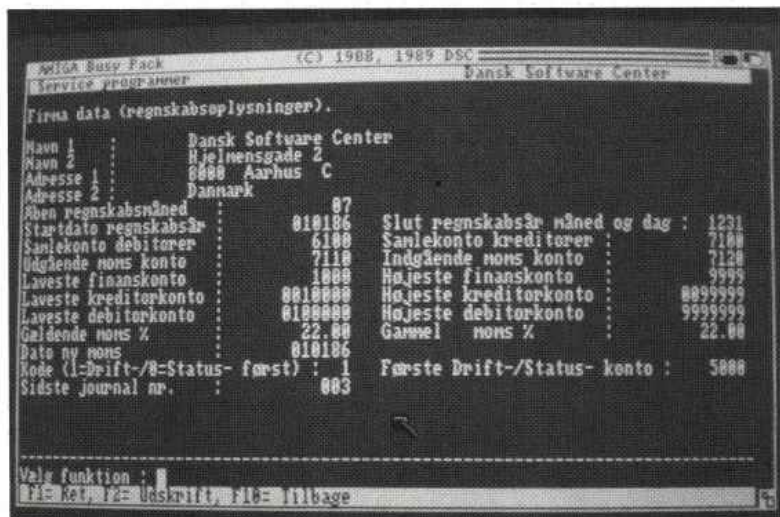 AMIGA Busy Pack (C) 1988, 1989 DSC
Service programmer Dansk Software Center
Firma data (regnskabsoplysninger).
Navn 1 : Dansk Software Center
Navn 2 : Hjelmensgade 2
Adresse 1 : 8000 Aarhus C
Adresse 2 : Danmark
Åben regnskabsmåned : 07
Startdato regnskabsår : 010186 Slut regnskabsår måned og dag : 1231
Samlekonto debitorer : 6100 Samlekonto kreditorer : 7100
Udgående moms konto : 7110 Indgående moms konto : 7120
Laveste finanskonto : 1000 Højeste finanskonto : 9999
Laveste kreditorkonto : 0010000 Højeste kreditorkonto : 0099999
Laveste debitorkonto : 0100000 Højeste debitorkonto : 9999999
Gældende moms % : 22.00 Gammel moms % : 22.00
Dato ny moms : 010186
Kode (1=Drift-/0=Status- først) : 1 Første Drift-/Status- konto : 5000
Sidste journal nr. : 003
Vælg funktion :
F1= Ret, F2= Udskrift, F10= Tilbage